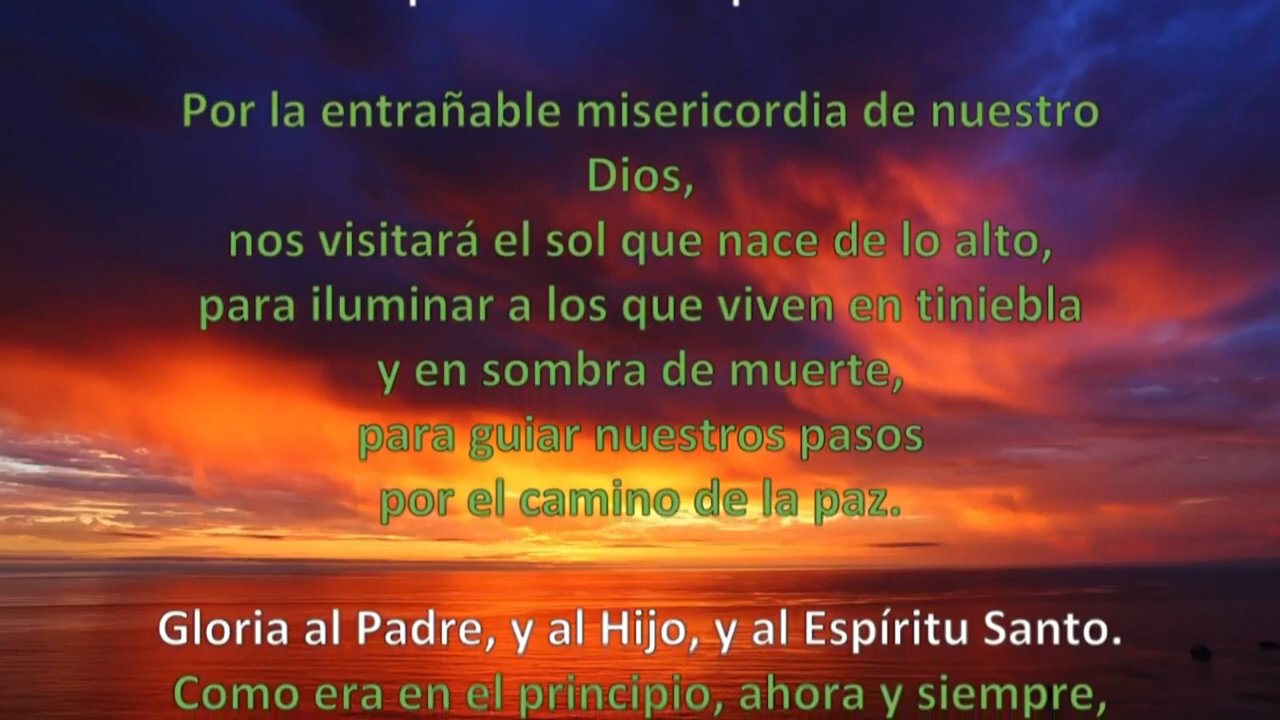 Por la entrañable misericordia de nuestro
Dios,
nos visitará el sol que nace de lo alto,
para iluminar a los que viven en tiniebla
y en sombra de muerte,
para guiar nuestros pasos
por el camino de la paz.
Gloria al Padre, y al Hijo, y al Espíritu Santo.
Como era en el principio, ahora y siempre,